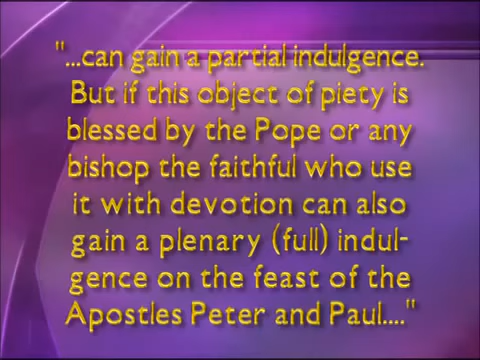 "...can gain a partial indulgence.
But if this object of piety is
blessed by the Pope or any
bishop the faithful who use
it with devotion can also
gain a plenary (full) indul-
gence on the feast of the
Apostles Peter and Paul...."